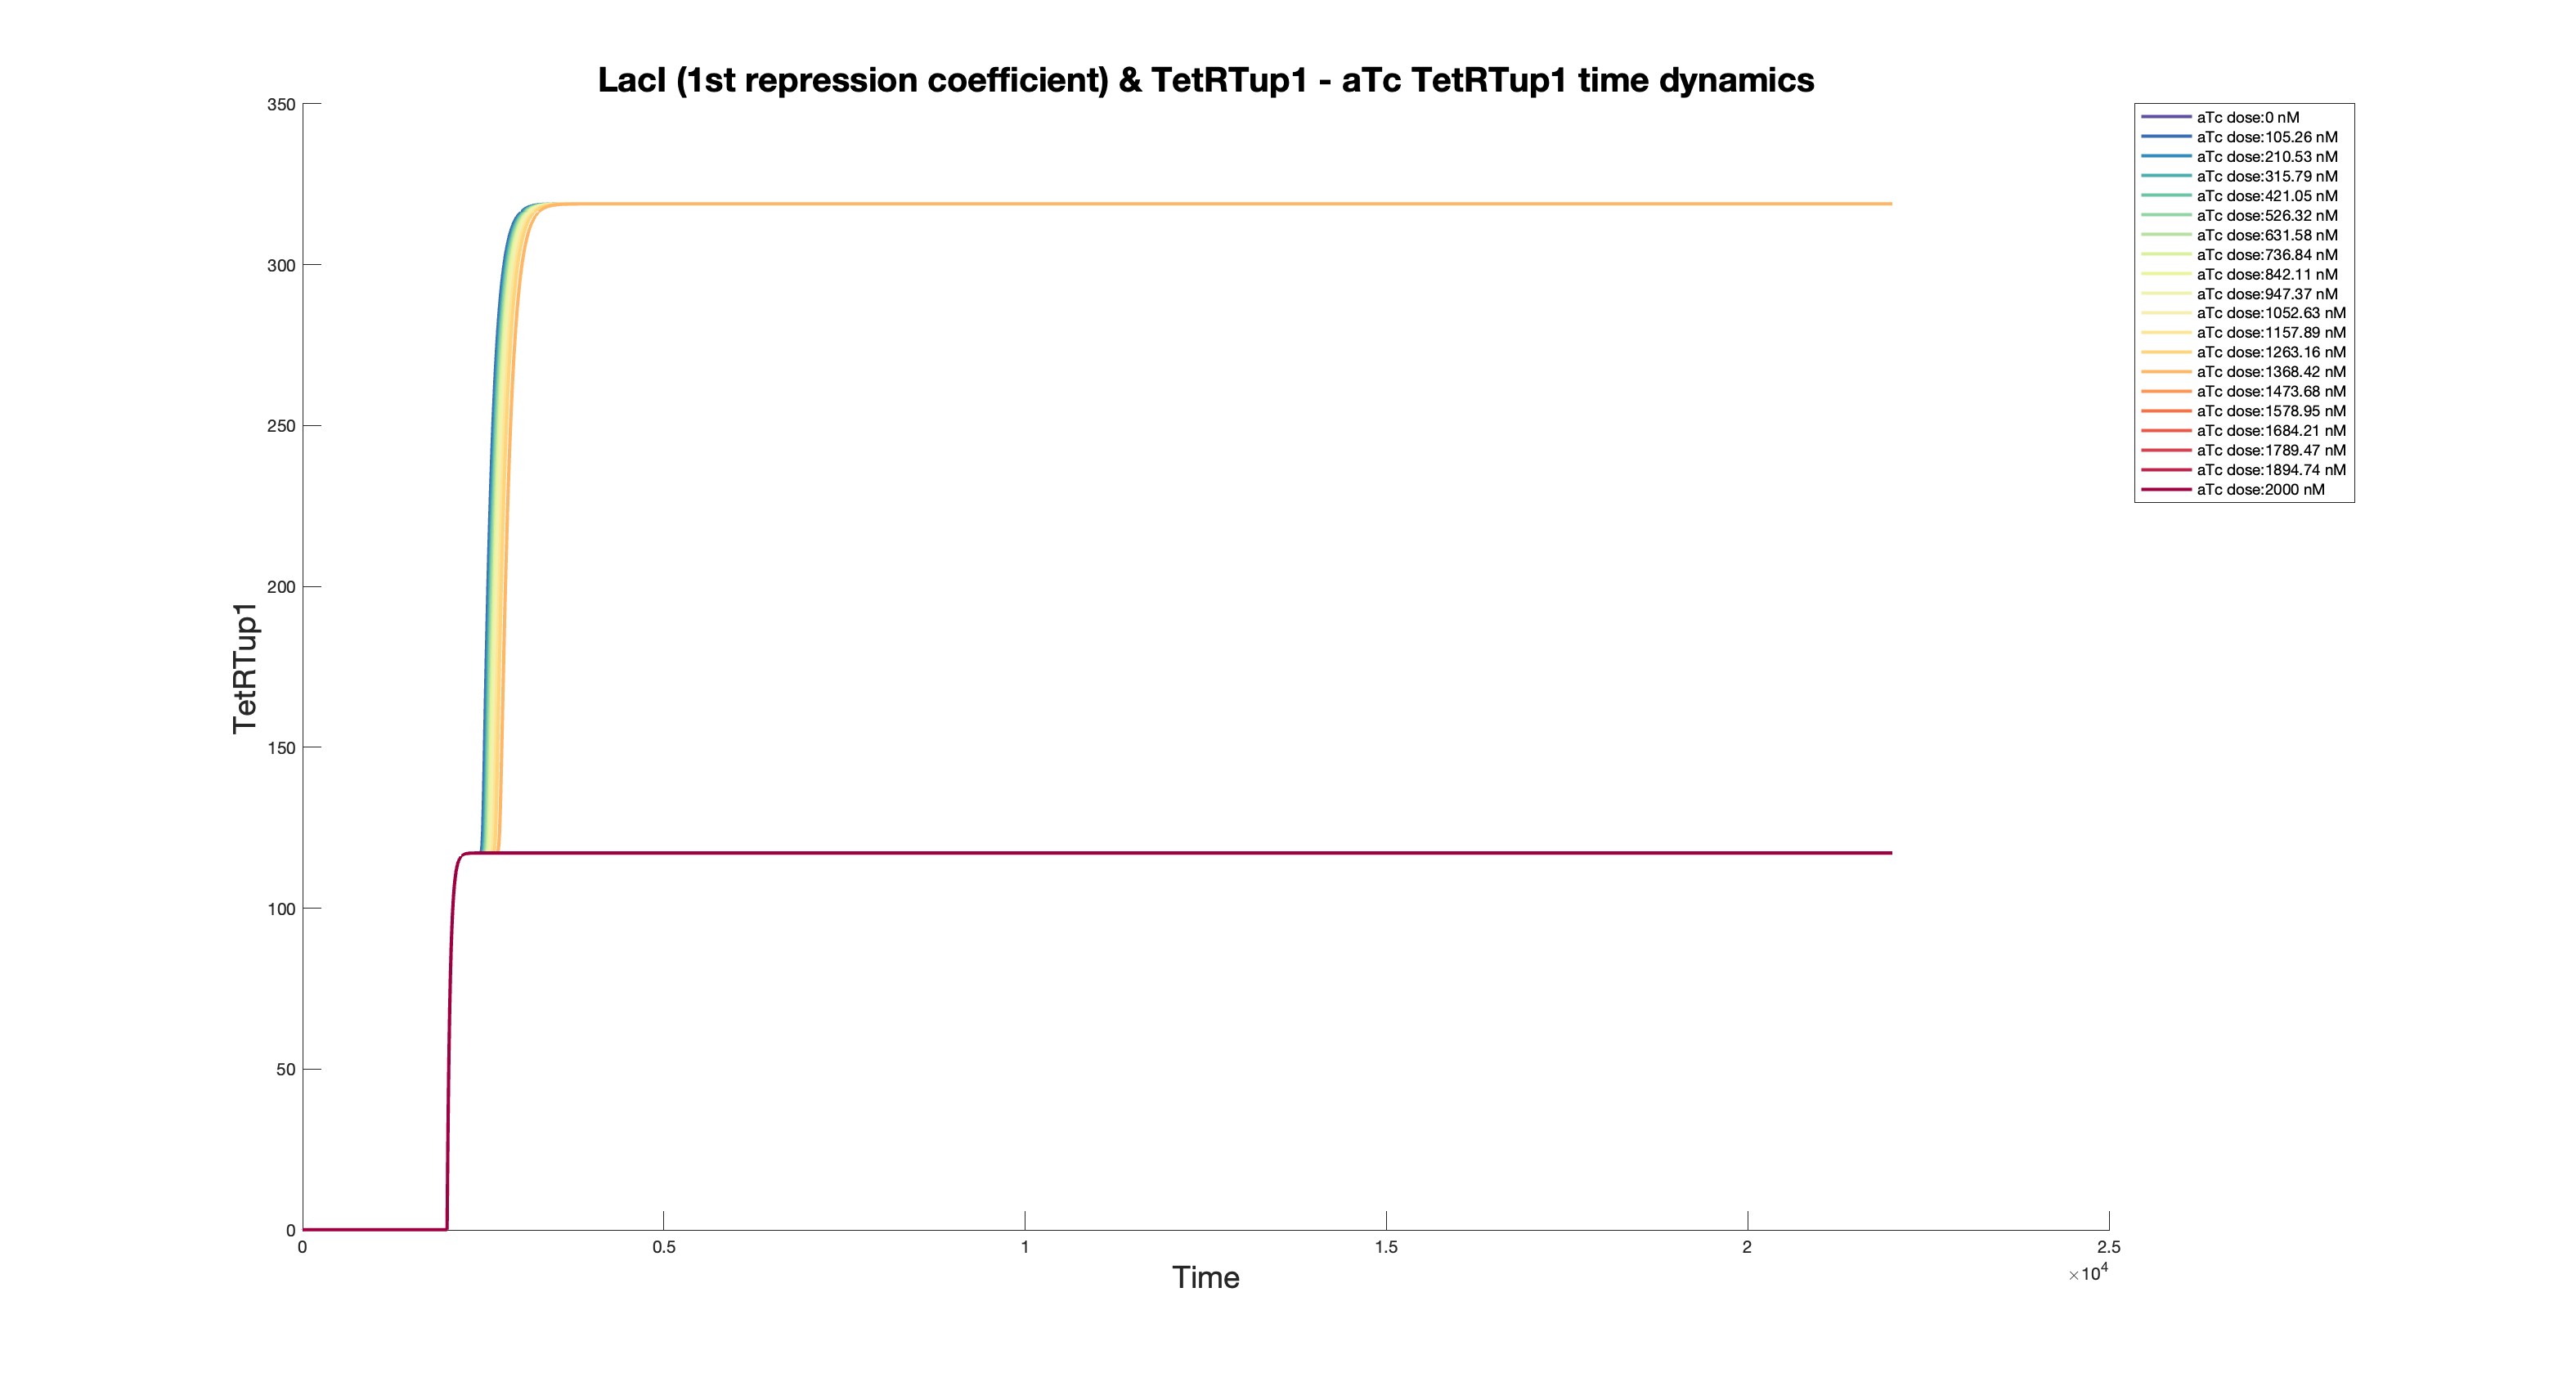 LacI (1st repression coefficient) & TetRTup1 - aTc TetRTup1 time dynamics
350
300
250
200
150
100
50
0
TetRTup1
0
0.5
1
1.5
2
2.5
×10⁴
Time
aTc dose:0 nM
aTc dose:105.26 nM
aTc dose:210.53 nM
aTc dose:315.79 nM
aTc dose:421.05 nM
aTc dose:526.32 nM
aTc dose:631.58 nM
aTc dose:736.84 nM
aTc dose:842.11 nM
aTc dose:947.37 nM
aTc dose:1052.63 nM
aTc dose:1157.89 nM
aTc dose:1263.16 nM
aTc dose:1368.42 nM
aTc dose:1473.68 nM
aTc dose:1578.95 nM
aTc dose:1684.21 nM
aTc dose:1789.47 nM
aTc dose:1894.74 nM
aTc dose:2000 nM